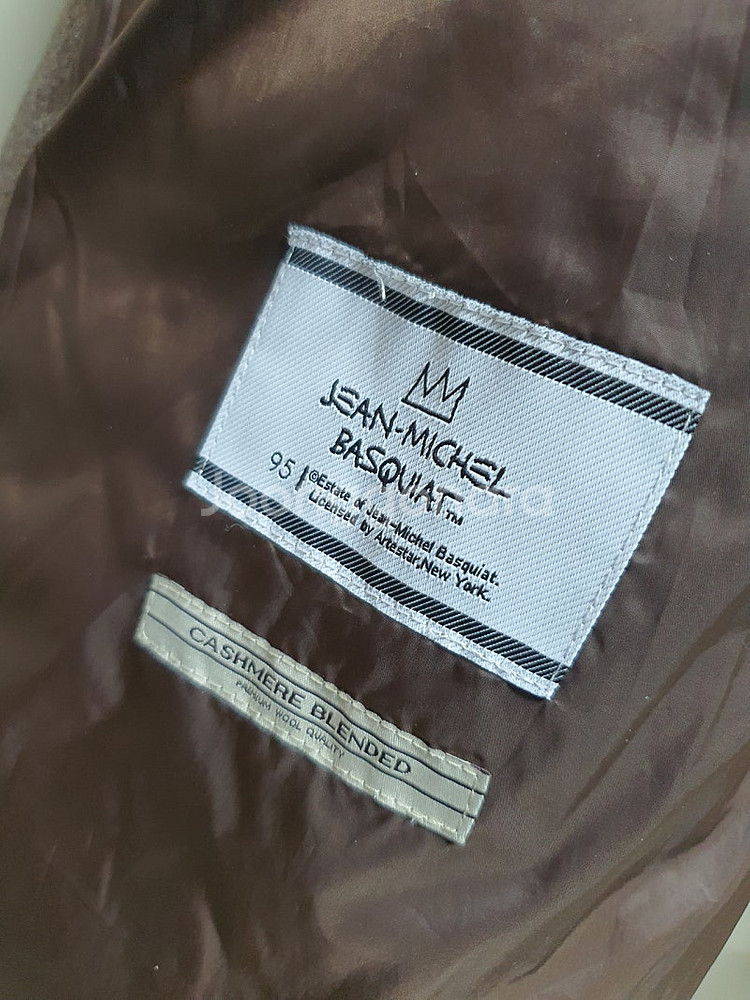 JEAN-MICHEL
BASQUIAT™
95
©Estate of Jean-Michel Basquiat.
Licensed by Artestar,New York.
CASHMERE BLENDED
PREMIUM WOOL QUALITY